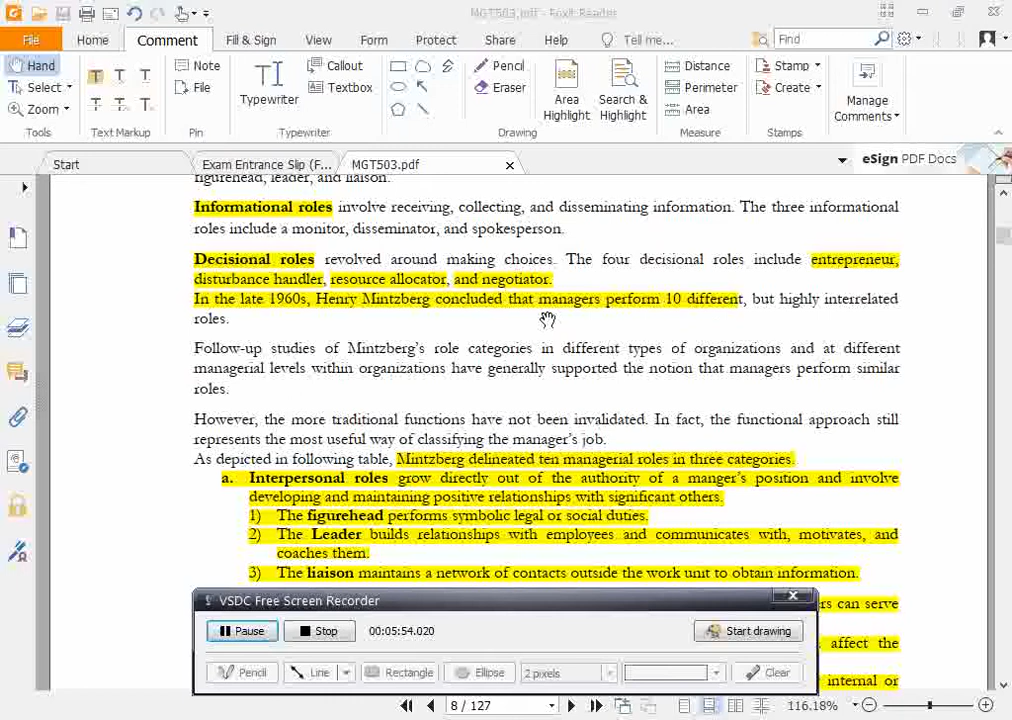 MGT503.pdf - Foxit Reader
File Home Comment Fill & Sign View Form Protect Share Help Tell me... Find
Hand
Select
Zoom
Tools
Text Markup
Note
File
Pin
Typewriter
Callout
Textbox
Typewriter
Pencil
Eraser
Area Highlight
Search & Highlight
Drawing
Distance
Perimeter
Area
Measure
Stamp
Create
Stamps
Manage Comments
Start Exam Entrance Slip (F... MGT503.pdf eSign PDF Docs
figurehead, leader, and liaison.
Informational roles involve receiving, collecting, and disseminating information. The three informational
roles include a monitor, disseminator, and spokesperson.
Decisional roles revolved around making choices. The four decisional roles include entrepreneur,
disturbance handler, resource allocator, and negotiator.
In the late 1960s, Henry Mintzberg concluded that managers perform 10 different, but highly interrelated
roles.
Follow-up studies of Mintzberg's role categories in different types of organizations and at different
managerial levels within organizations have generally supported the notion that managers perform similar
roles.
However, the more traditional functions have not been invalidated. In fact, the functional approach still
represents the most useful way of classifying the manager's job.
As depicted in following table, Mintzberg delineated ten managerial roles in three categories.
a. Interpersonal roles grow directly out of the authority of a manger's position and involve
developing and maintaining positive relationships with significant others.
1) The figurehead performs symbolic legal or social duties.
2) The Leader builds relationships with employees and communicates with, motivates, and
coaches them.
3) The liaison maintains a network of contacts outside the work unit to obtain information.
VSDC Free Screen Recorder
rs can serve
Pause Stop 00:05:54.020 Start drawing
affect the
Pencil Line Rectangle Ellipse 2 pixels Clear
internal or
8 / 127 116.18%